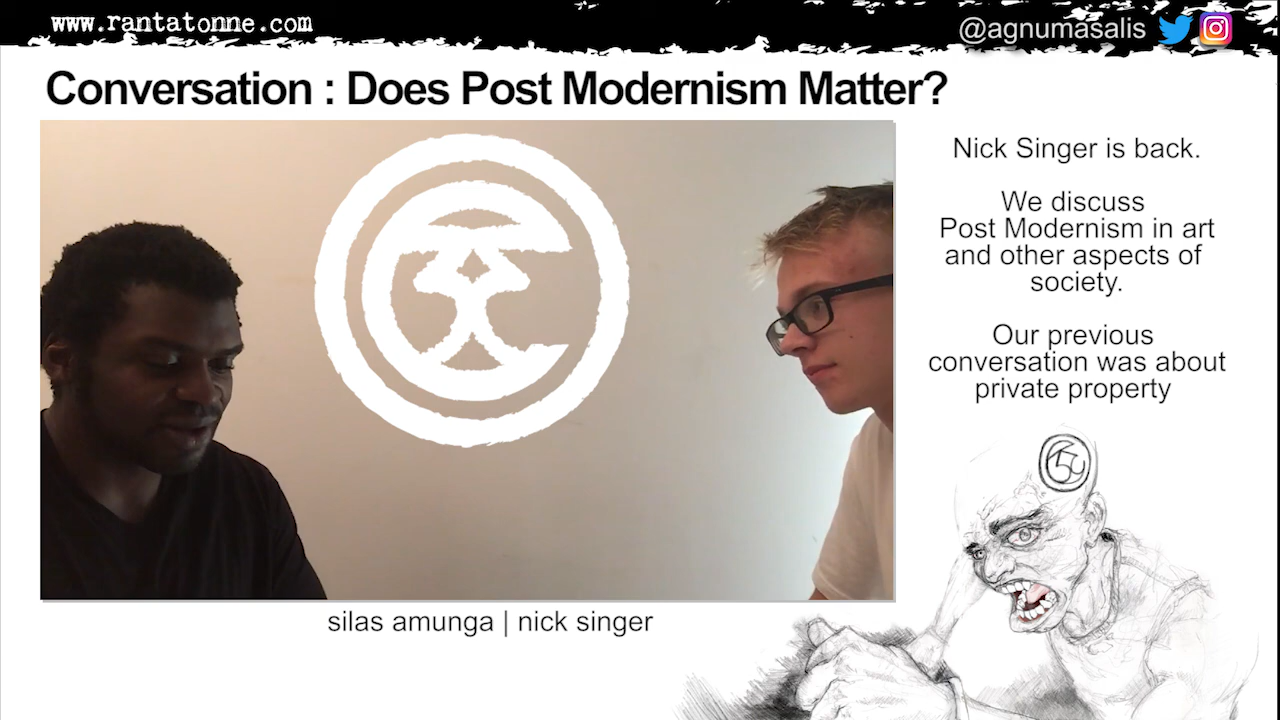 www.rantatonne.com
@agnumasalis
Conversation : Does Post Modernism Matter?
Nick Singer is back.
We discuss
Post Modernism in art
and other aspects of
society.
Our previous
conversation was about
private property
silas amunga | nick singer